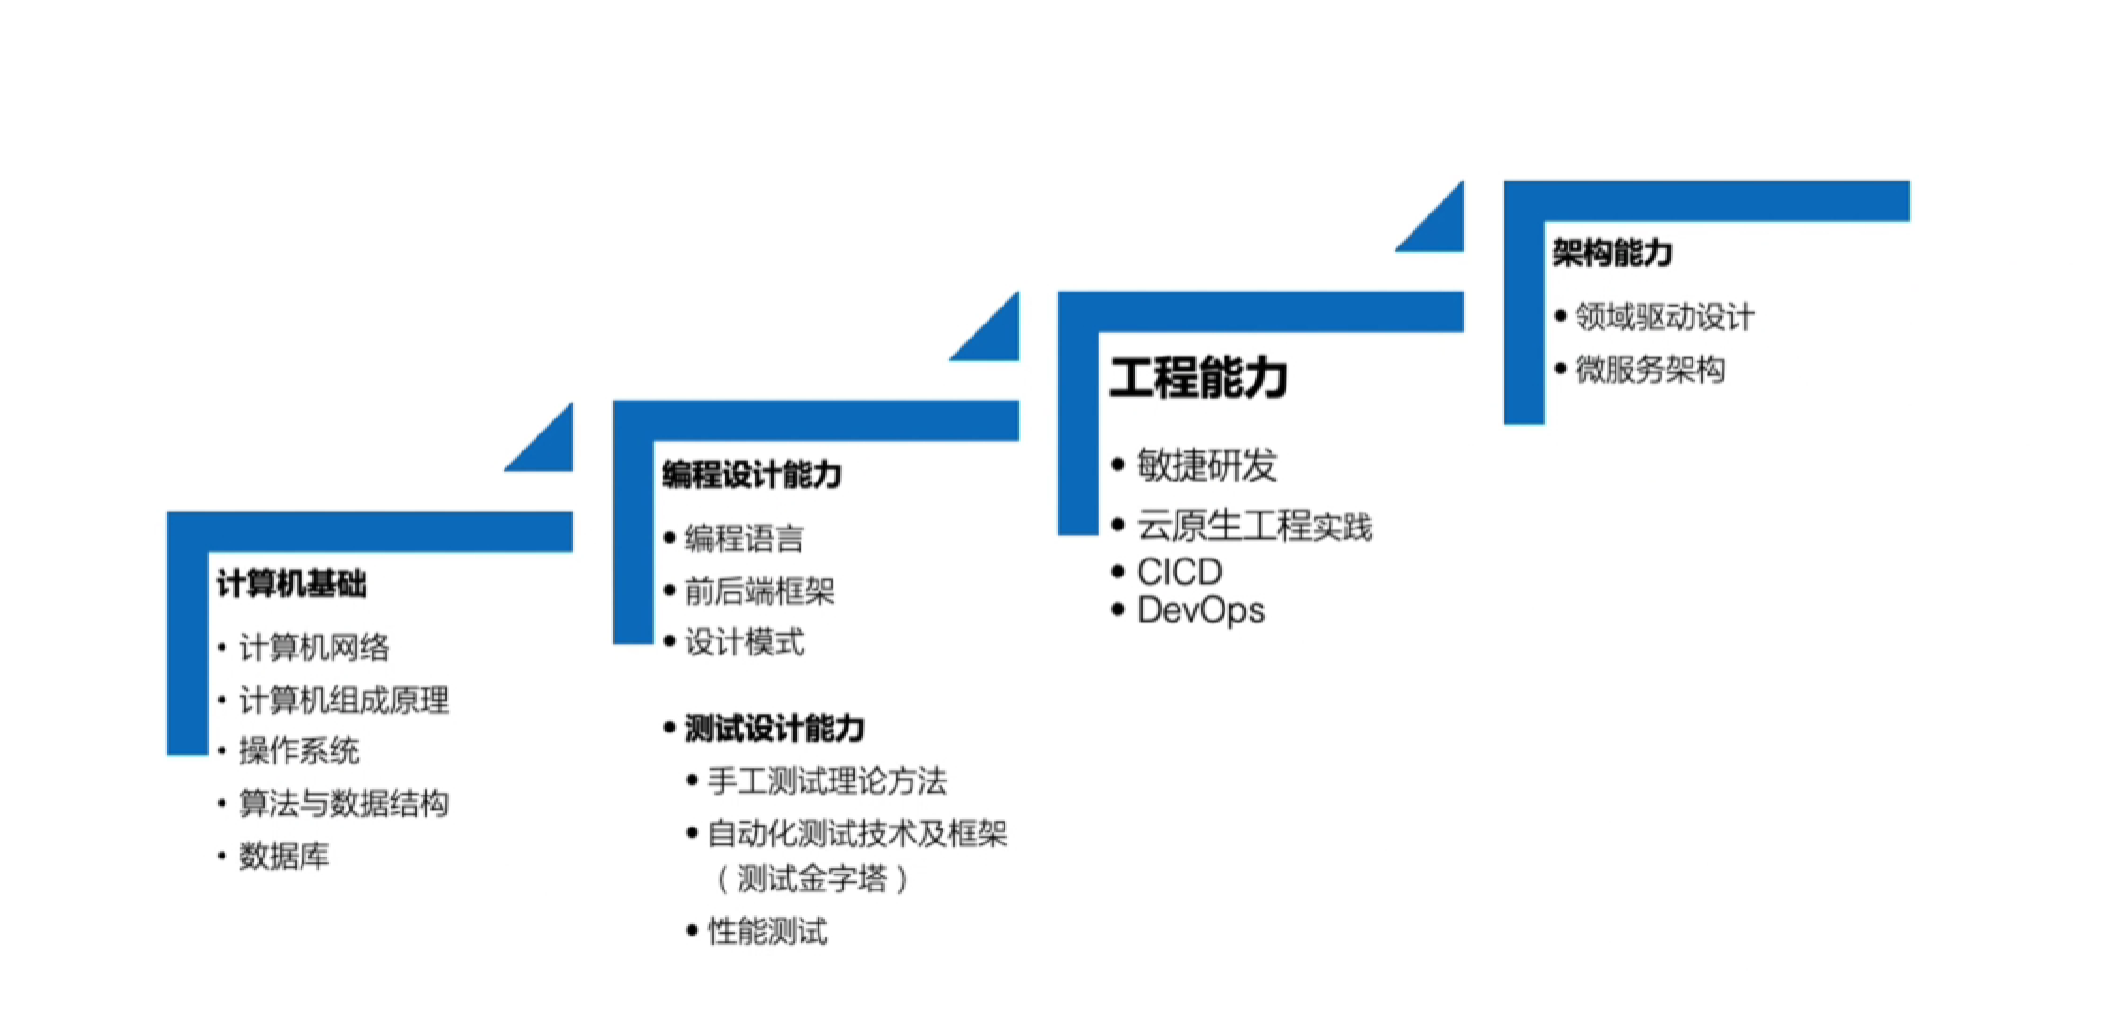 计算机基础
• 计算机网络
• 计算机组成原理
• 操作系统
• 算法与数据结构
• 数据库
编程设计能力
• 编程语言
• 前后端框架
• 设计模式
• 测试设计能力
• 手工测试理论方法
• 自动化测试技术及框架
（测试金字塔）
• 性能测试
工程能力
• 敏捷研发
• 云原生工程实践
• CICD
• DevOps
架构能力
• 领域驱动设计
• 微服务架构